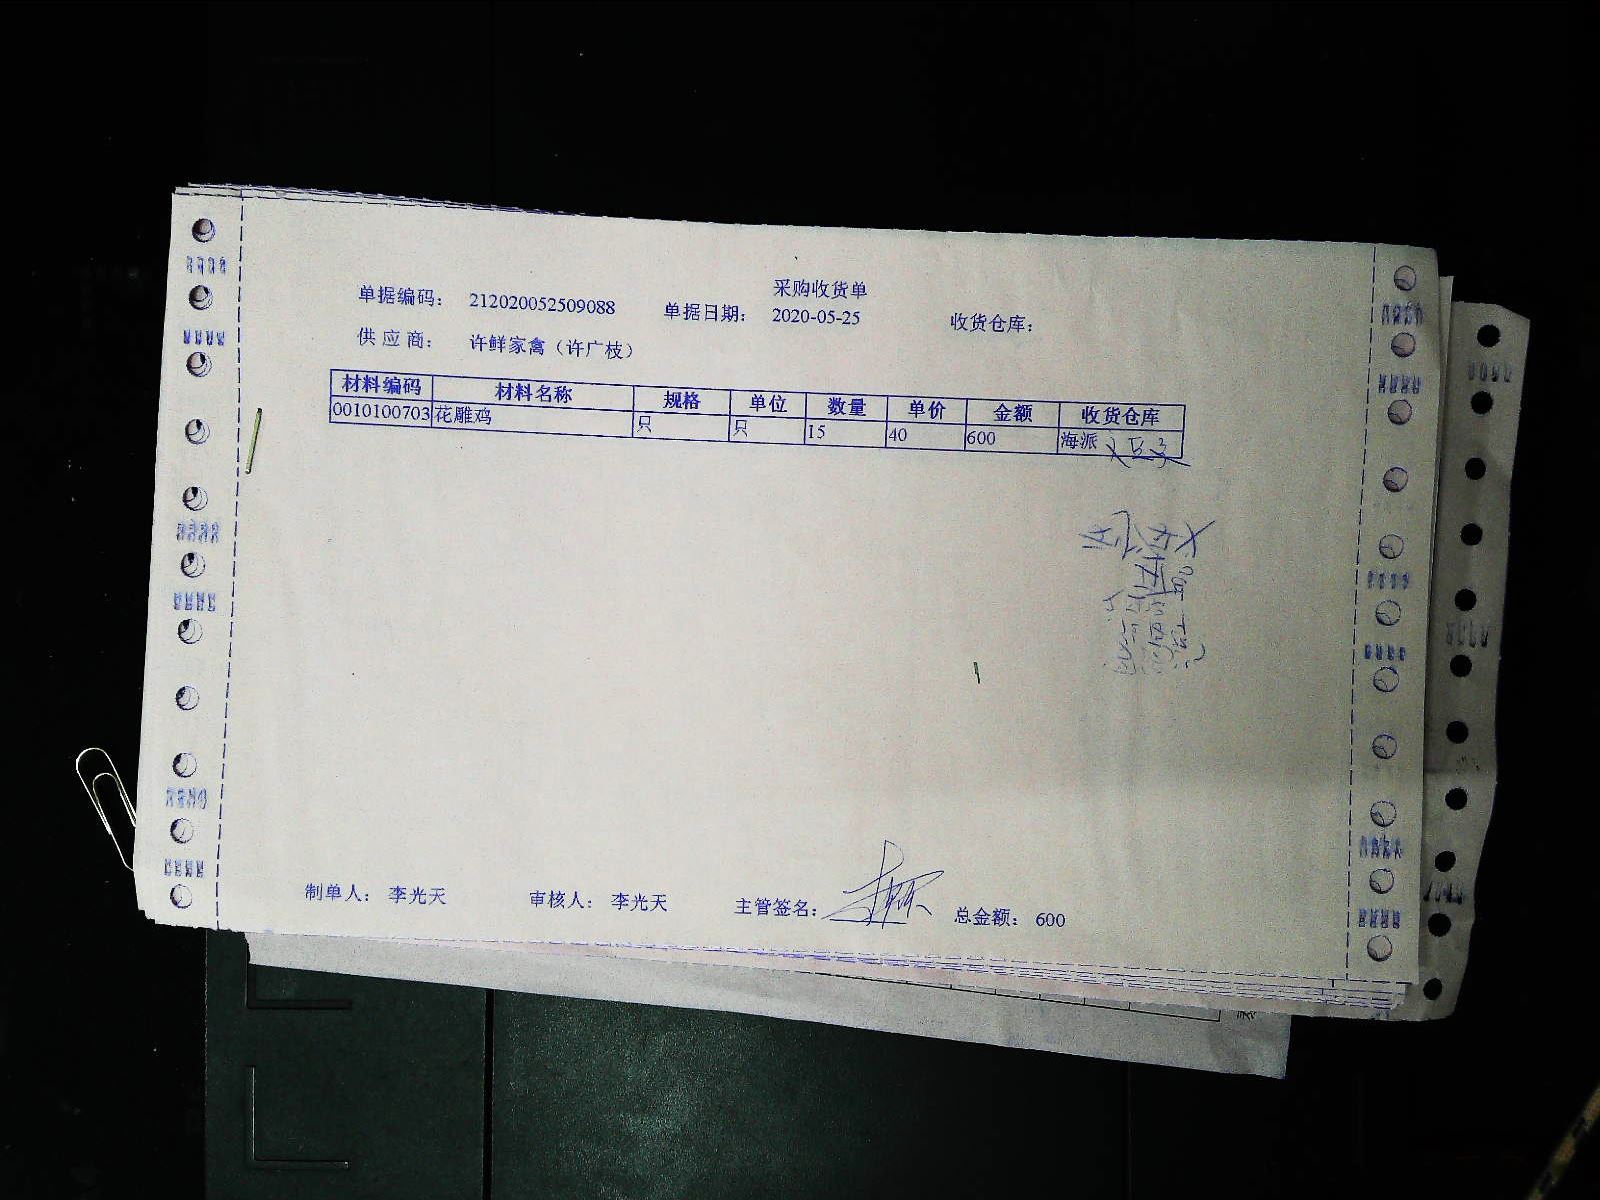 采购收货单
单据编码： 212020052509088 单据日期： 2020-05-25 收货仓库：
供应商： 许鲜家禽（许广枝）
材料编码 材料名称 规格 单位 数量 单价 金额 收货仓库
0010100703 花雕鸡 只 只 15 40 600 海派
制单人： 李光天 审核人： 李光天 主管签名： 总金额： 600